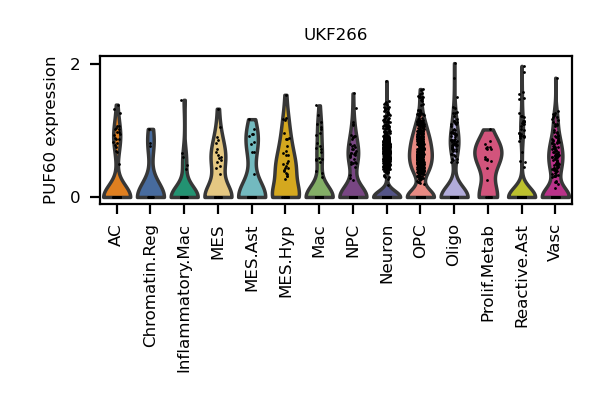 UKF266
PUF60 expression
2
0
AC
Chromatin.Reg
Inflammatory.Mac
MES
MES.Ast
MES.Hyp
Mac
NPC
Neuron
OPC
Oligo
Prolif.Metab
Reactive.Ast
Vasc